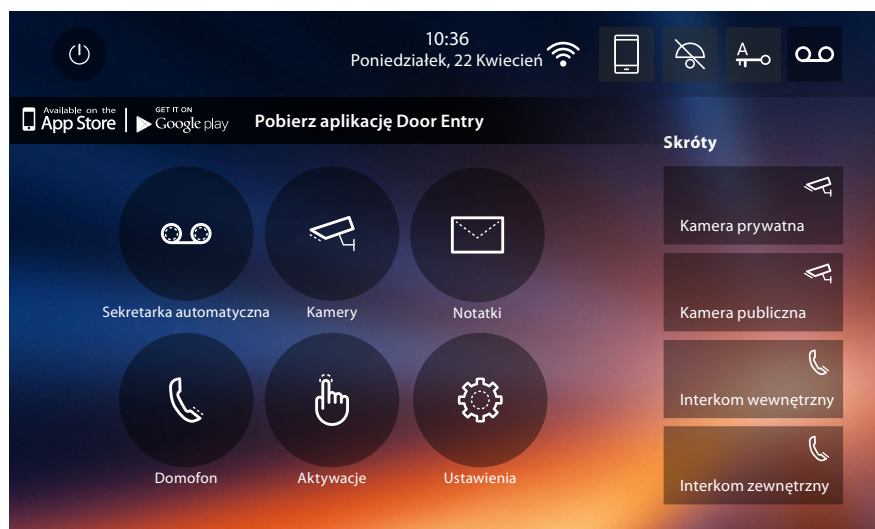 10:36
Poniedziałek, 22 Kwiecień
A
Available on the
App Store
GET IT ON
Google play
Pobierz aplikację Door Entry
Skróty
Kamera prywatna
Kamera publiczna
Intercom wewnętrzny
Interkom zewnętrzny
Sekretarka automatyczna
Kamery
Notatki
Domofon
Aktywacje
Ustawienia